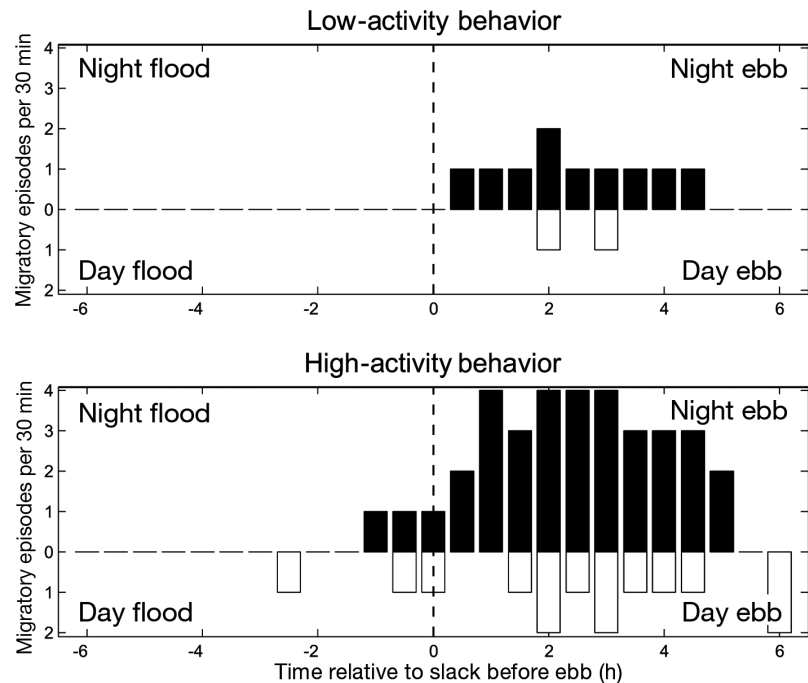 Low-activity behavior
Migratory episodes per 30 min
4
3
2
1
0
1
2
Night flood
Night ebb
Day flood
Day ebb
-6
-4
-2
0
2
4
6
High-activity behavior
Migratory episodes per 30 min
4
3
2
1
0
1
2
Night flood
Night ebb
Day flood
Day ebb
-6
-4
-2
0
2
4
6
Time relative to slack before ebb (h)